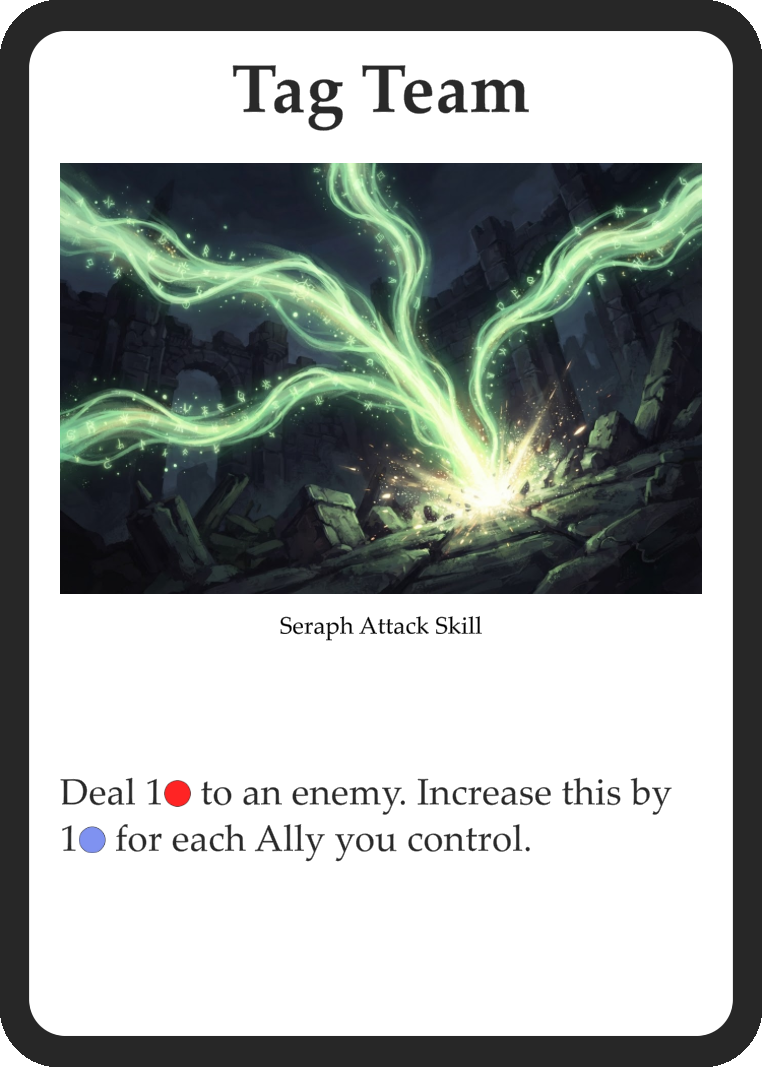 Tag Team
Seraph Attack Skill
Deal 1🔴 to an enemy. Increase this by
1🔵 for each Ally you control.